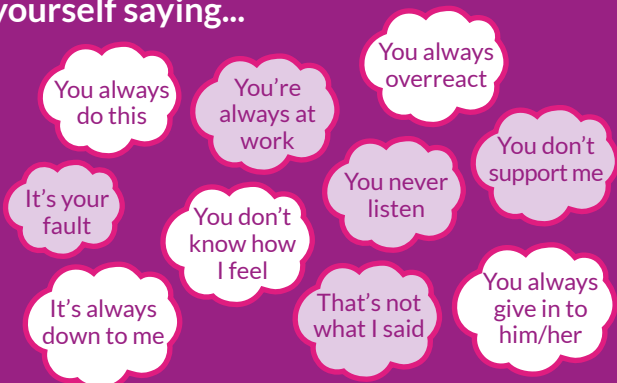 yourself saying...
You always
do this
You're
always at
work
You always
overreact
It's your
fault
You don't
know how
I feel
You never
listen
You don't
support me
It's always
down to me
That's not
what I said
You always
give in to
him/her